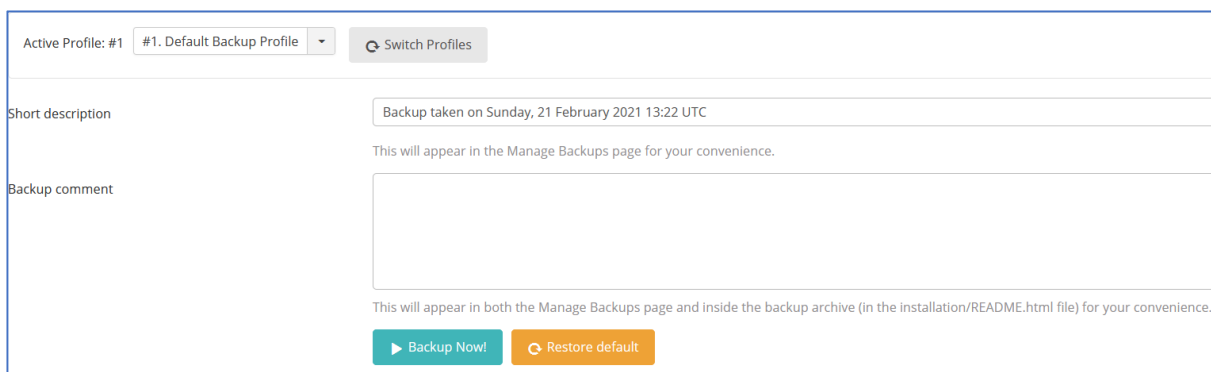 Active Profile: #1 #1. Default Backup Profile Switch Profiles
Short description Backup taken on Sunday, 21 February 2021 13:22 UTC
This will appear in the Manage Backups page for your convenience.
Backup comment
This will appear in both the Manage Backups page and inside the backup archive (in the installation/README.html file) for your convenience.
Backup Now! Restore default